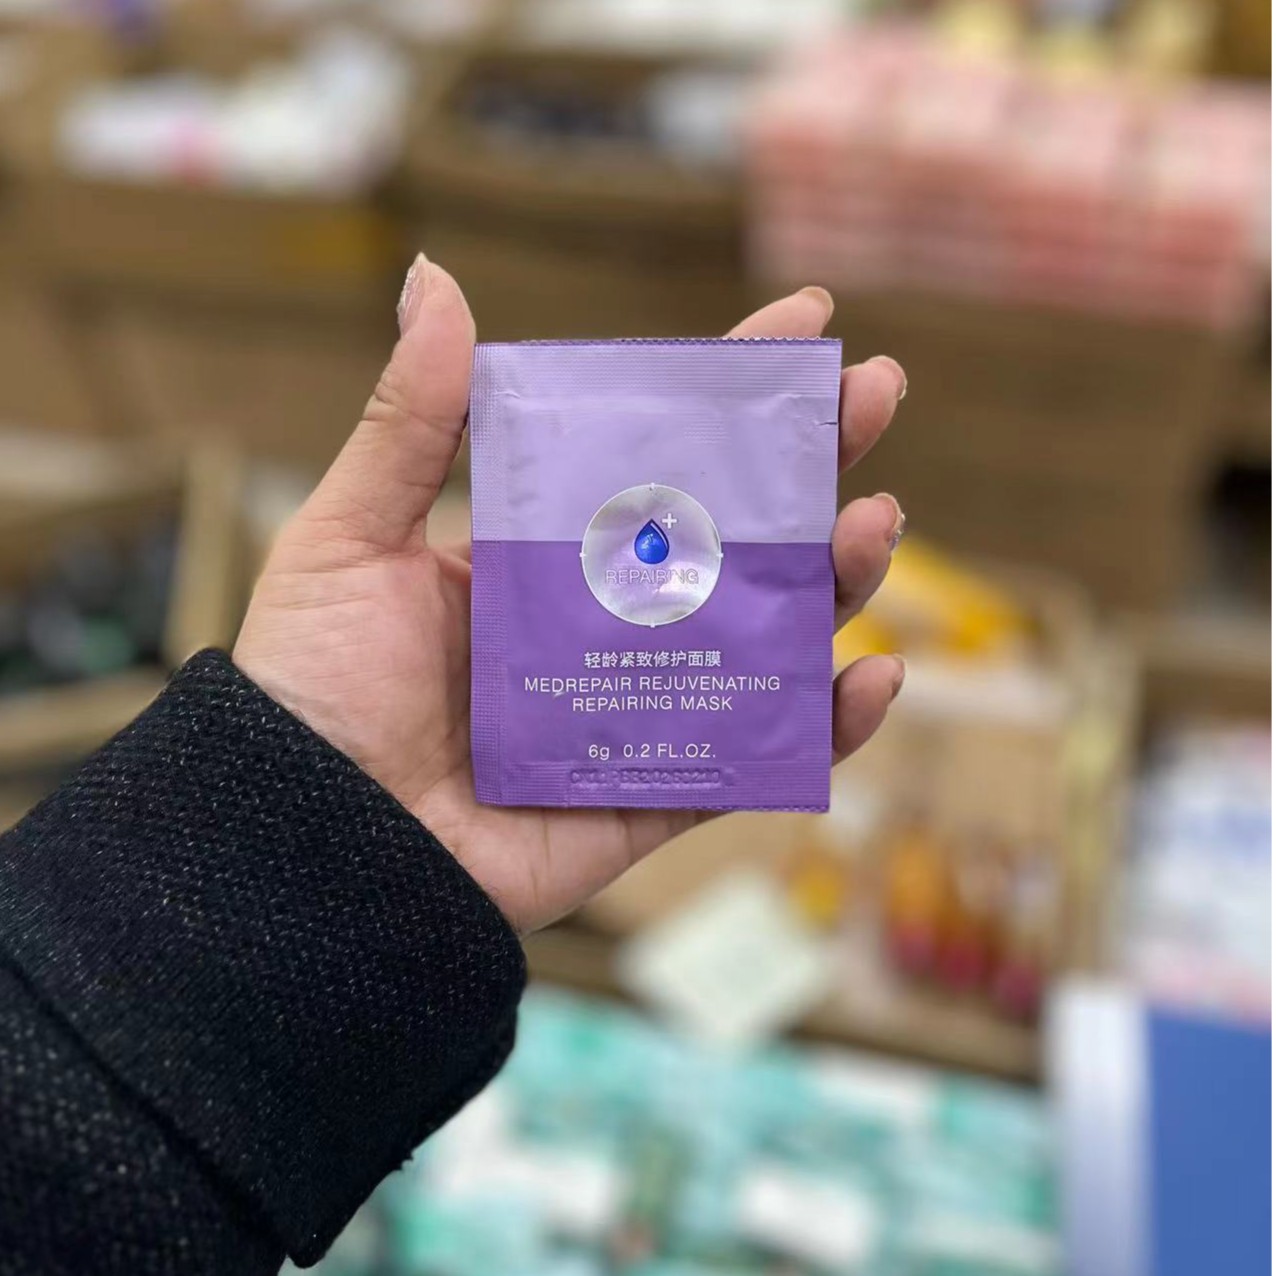 REPAIRING
轻龄紧致修护面膜
MEDREPAIR REJUVENATING
REPAIRING MASK
6g 0.2 FL.OZ.